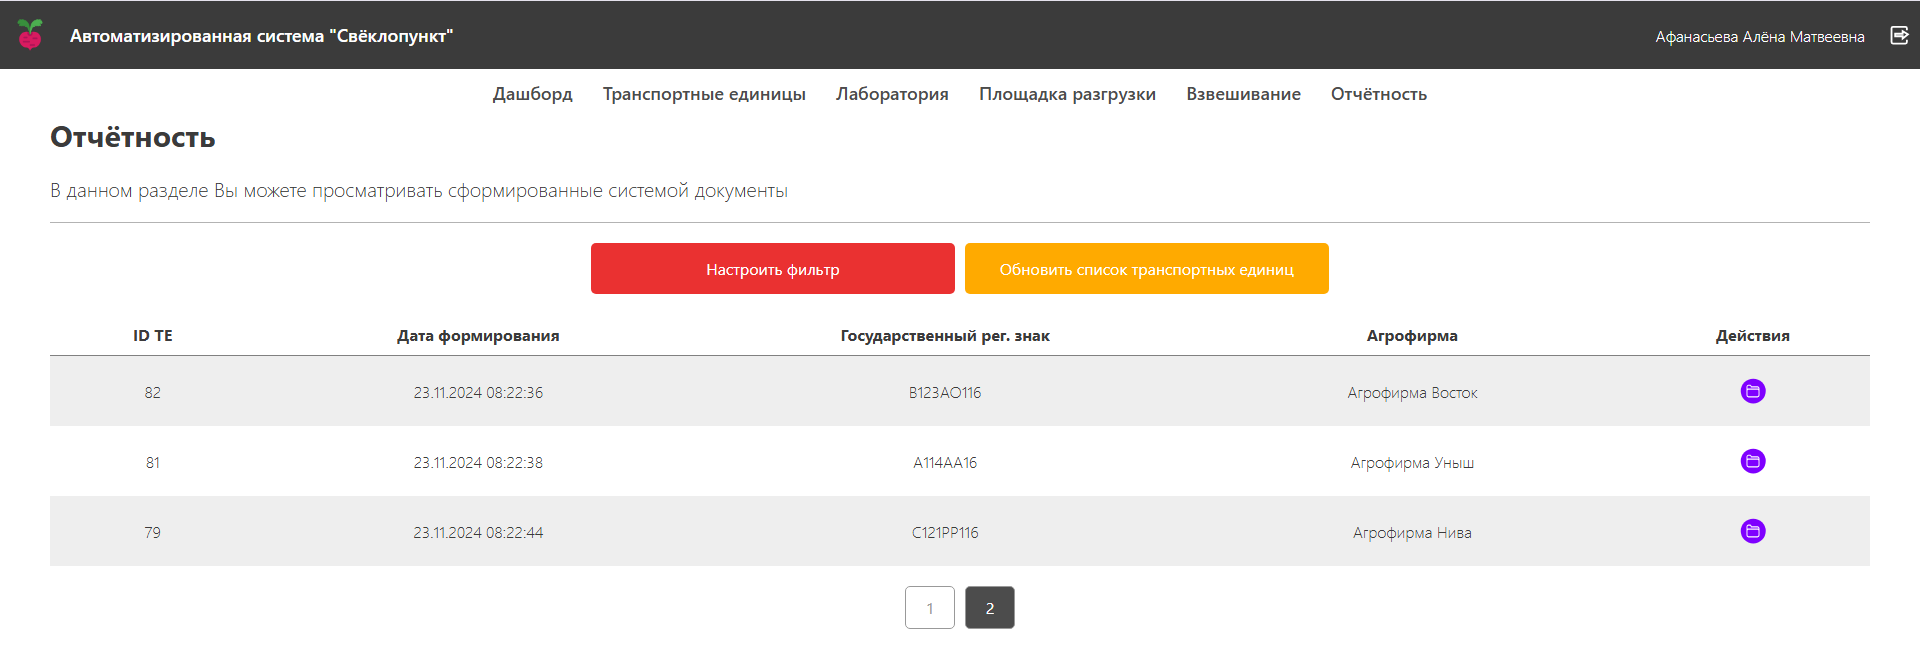 Автоматизированная система "Свёклопункт"
Афанасьева Алёна Матвеевна
Дашборд Транспортные единицы Лаборатория Площадка разгрузки Взвешивание Отчётность
Отчётность
В данном разделе Вы можете просматривать сформированные системой документы
Настроить фильтр Обновить список транспортных единиц
ID ТЕ Дата формирования Государственный рег. знак Агрофирма Действия
82 23.11.2024 08:22:36 В123АО116 Агрофирма Восток
81 23.11.2024 08:22:38 А114АА16 Агрофирма Уныш
79 23.11.2024 08:22:44 С121РР116 Агрофирма Нива
1 2